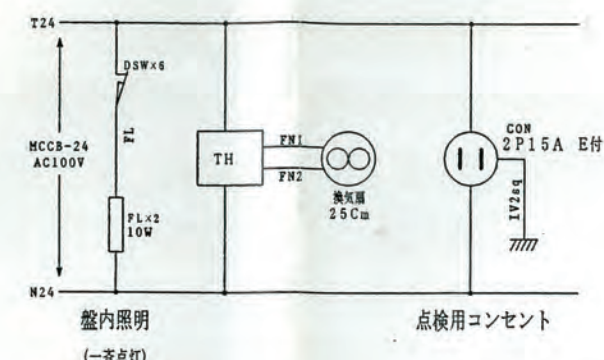 T24
DSW×6
FL
MCCB-24
AC100V
TH
FN1
FN2
換気扇
25Cm
CON
2P15A E付
IV2sq
FL×2
10W
N24
盤内照明
(一斉点灯)
点検用コンセント